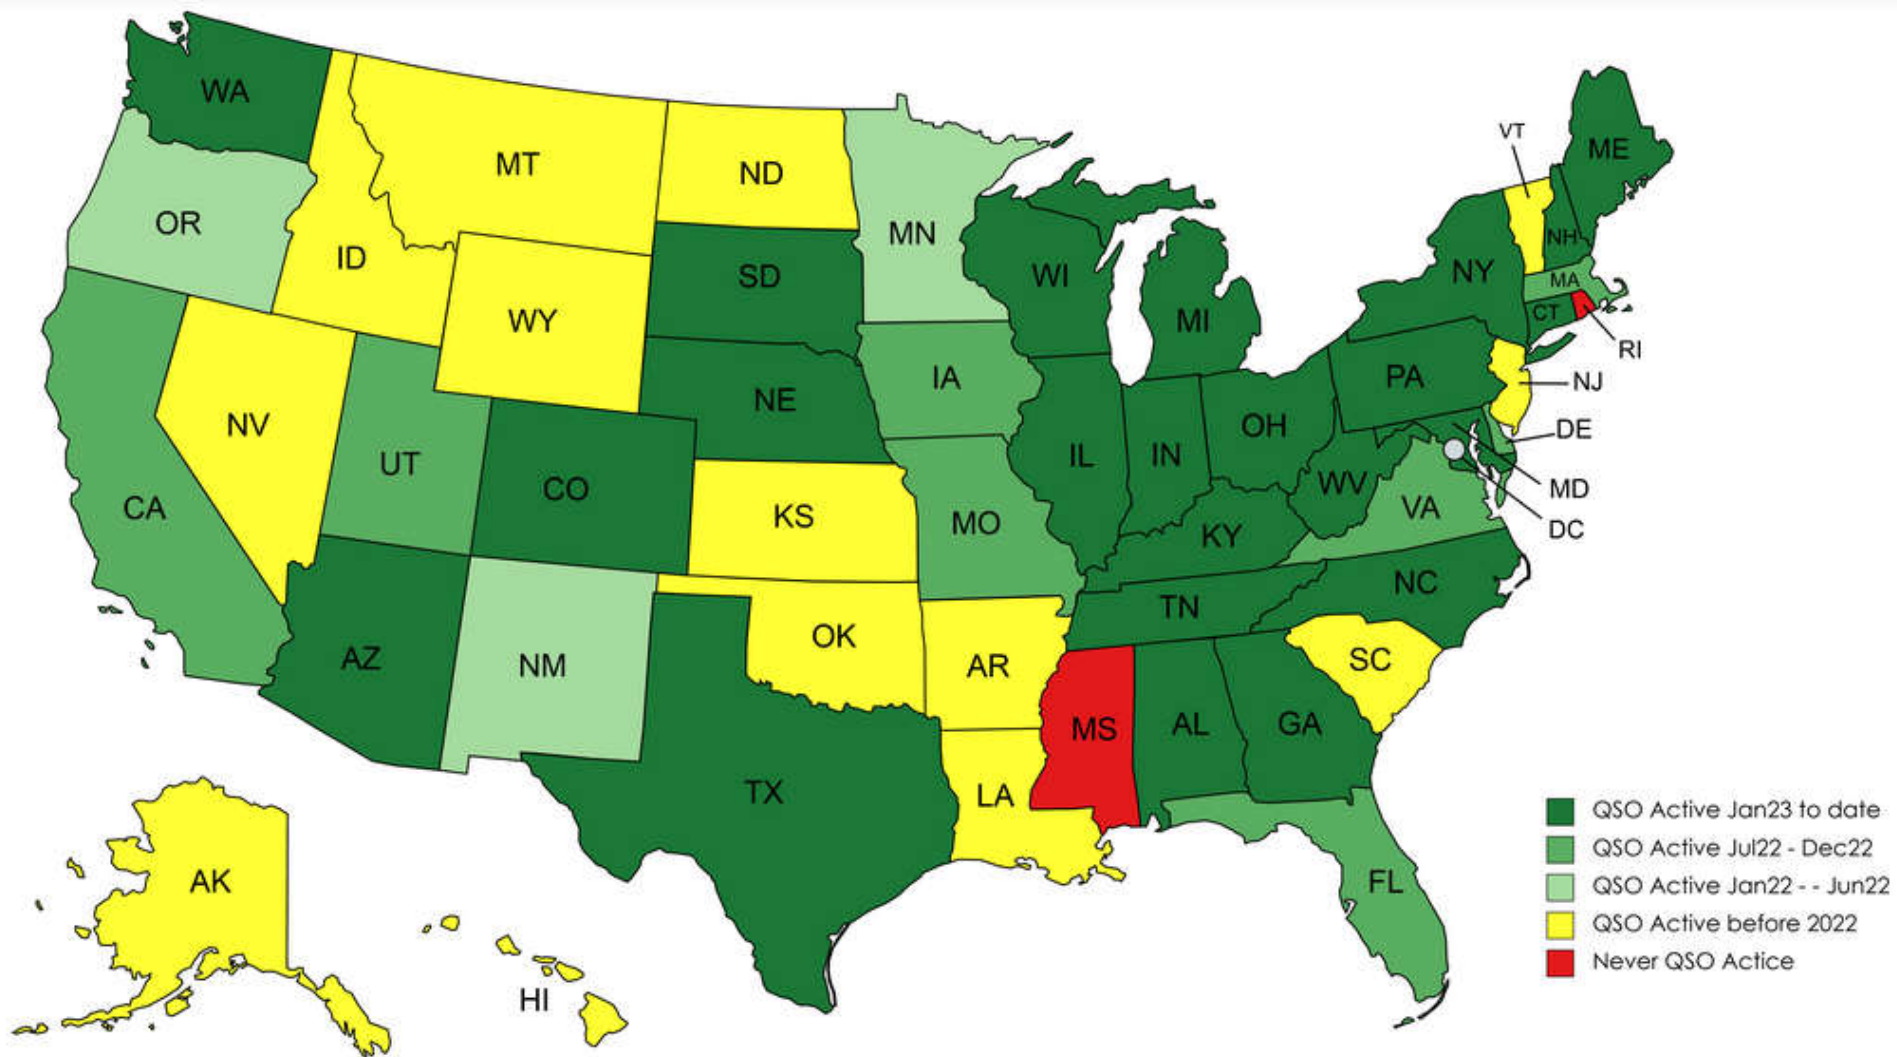 WA
MT
ND
MN
VT
ME
OR
ID
SD
WI
NH
NY
MA
WY
MI
CT
RI
NE
IA
PA
NJ
NV
UT
CO
IL
IN
OH
DE
CA
KS
MO
WV
VA
MD
DC
KY
NC
TN
AZ
NM
OK
AR
SC
MS
AL
GA
TX
LA
QSO Active Jan23 to date
QSO Active Jul22 - Dec22
AK
FL
QSO Active Jan22 - - Jun22
QSO Active before 2022
Never QSO Actice
HI